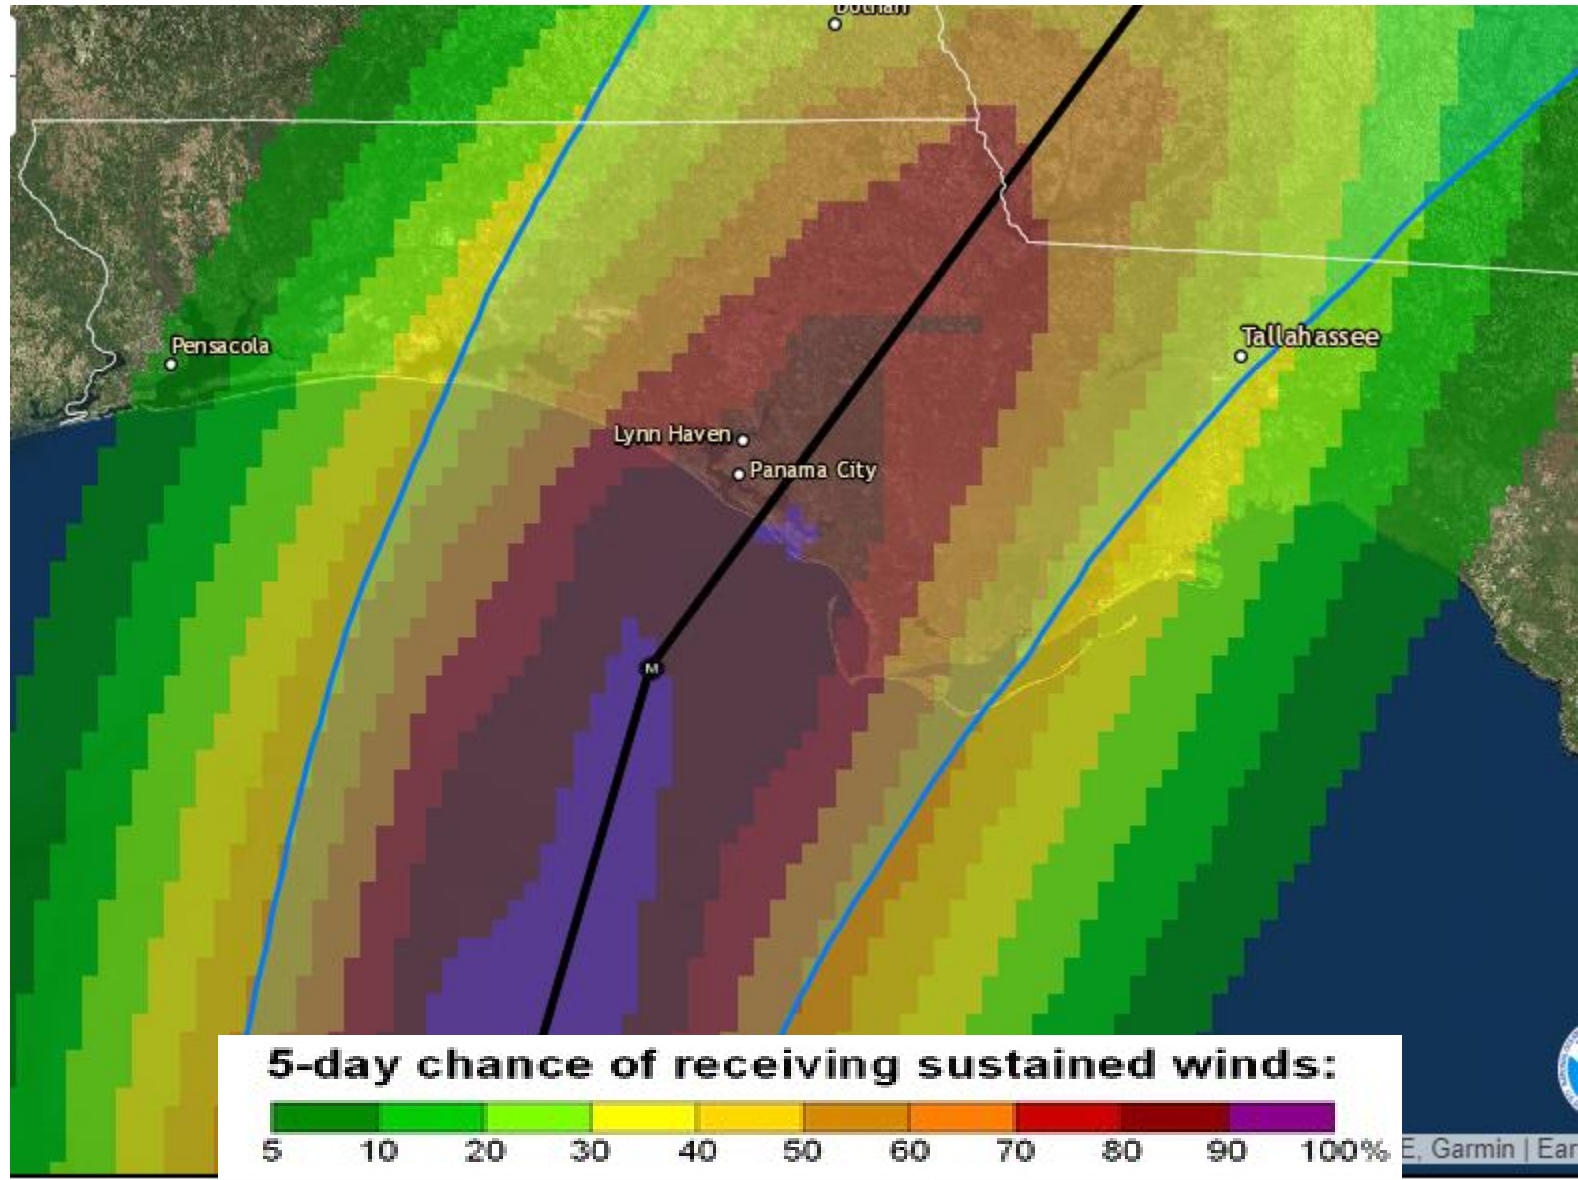 Dothan
Pensacola
Tallahassee
Lynn Haven
Panama City
M
5-day chance of receiving sustained winds:
5 10 20 30 40 50 60 70 80 90 100%
E, Garmin | Ear